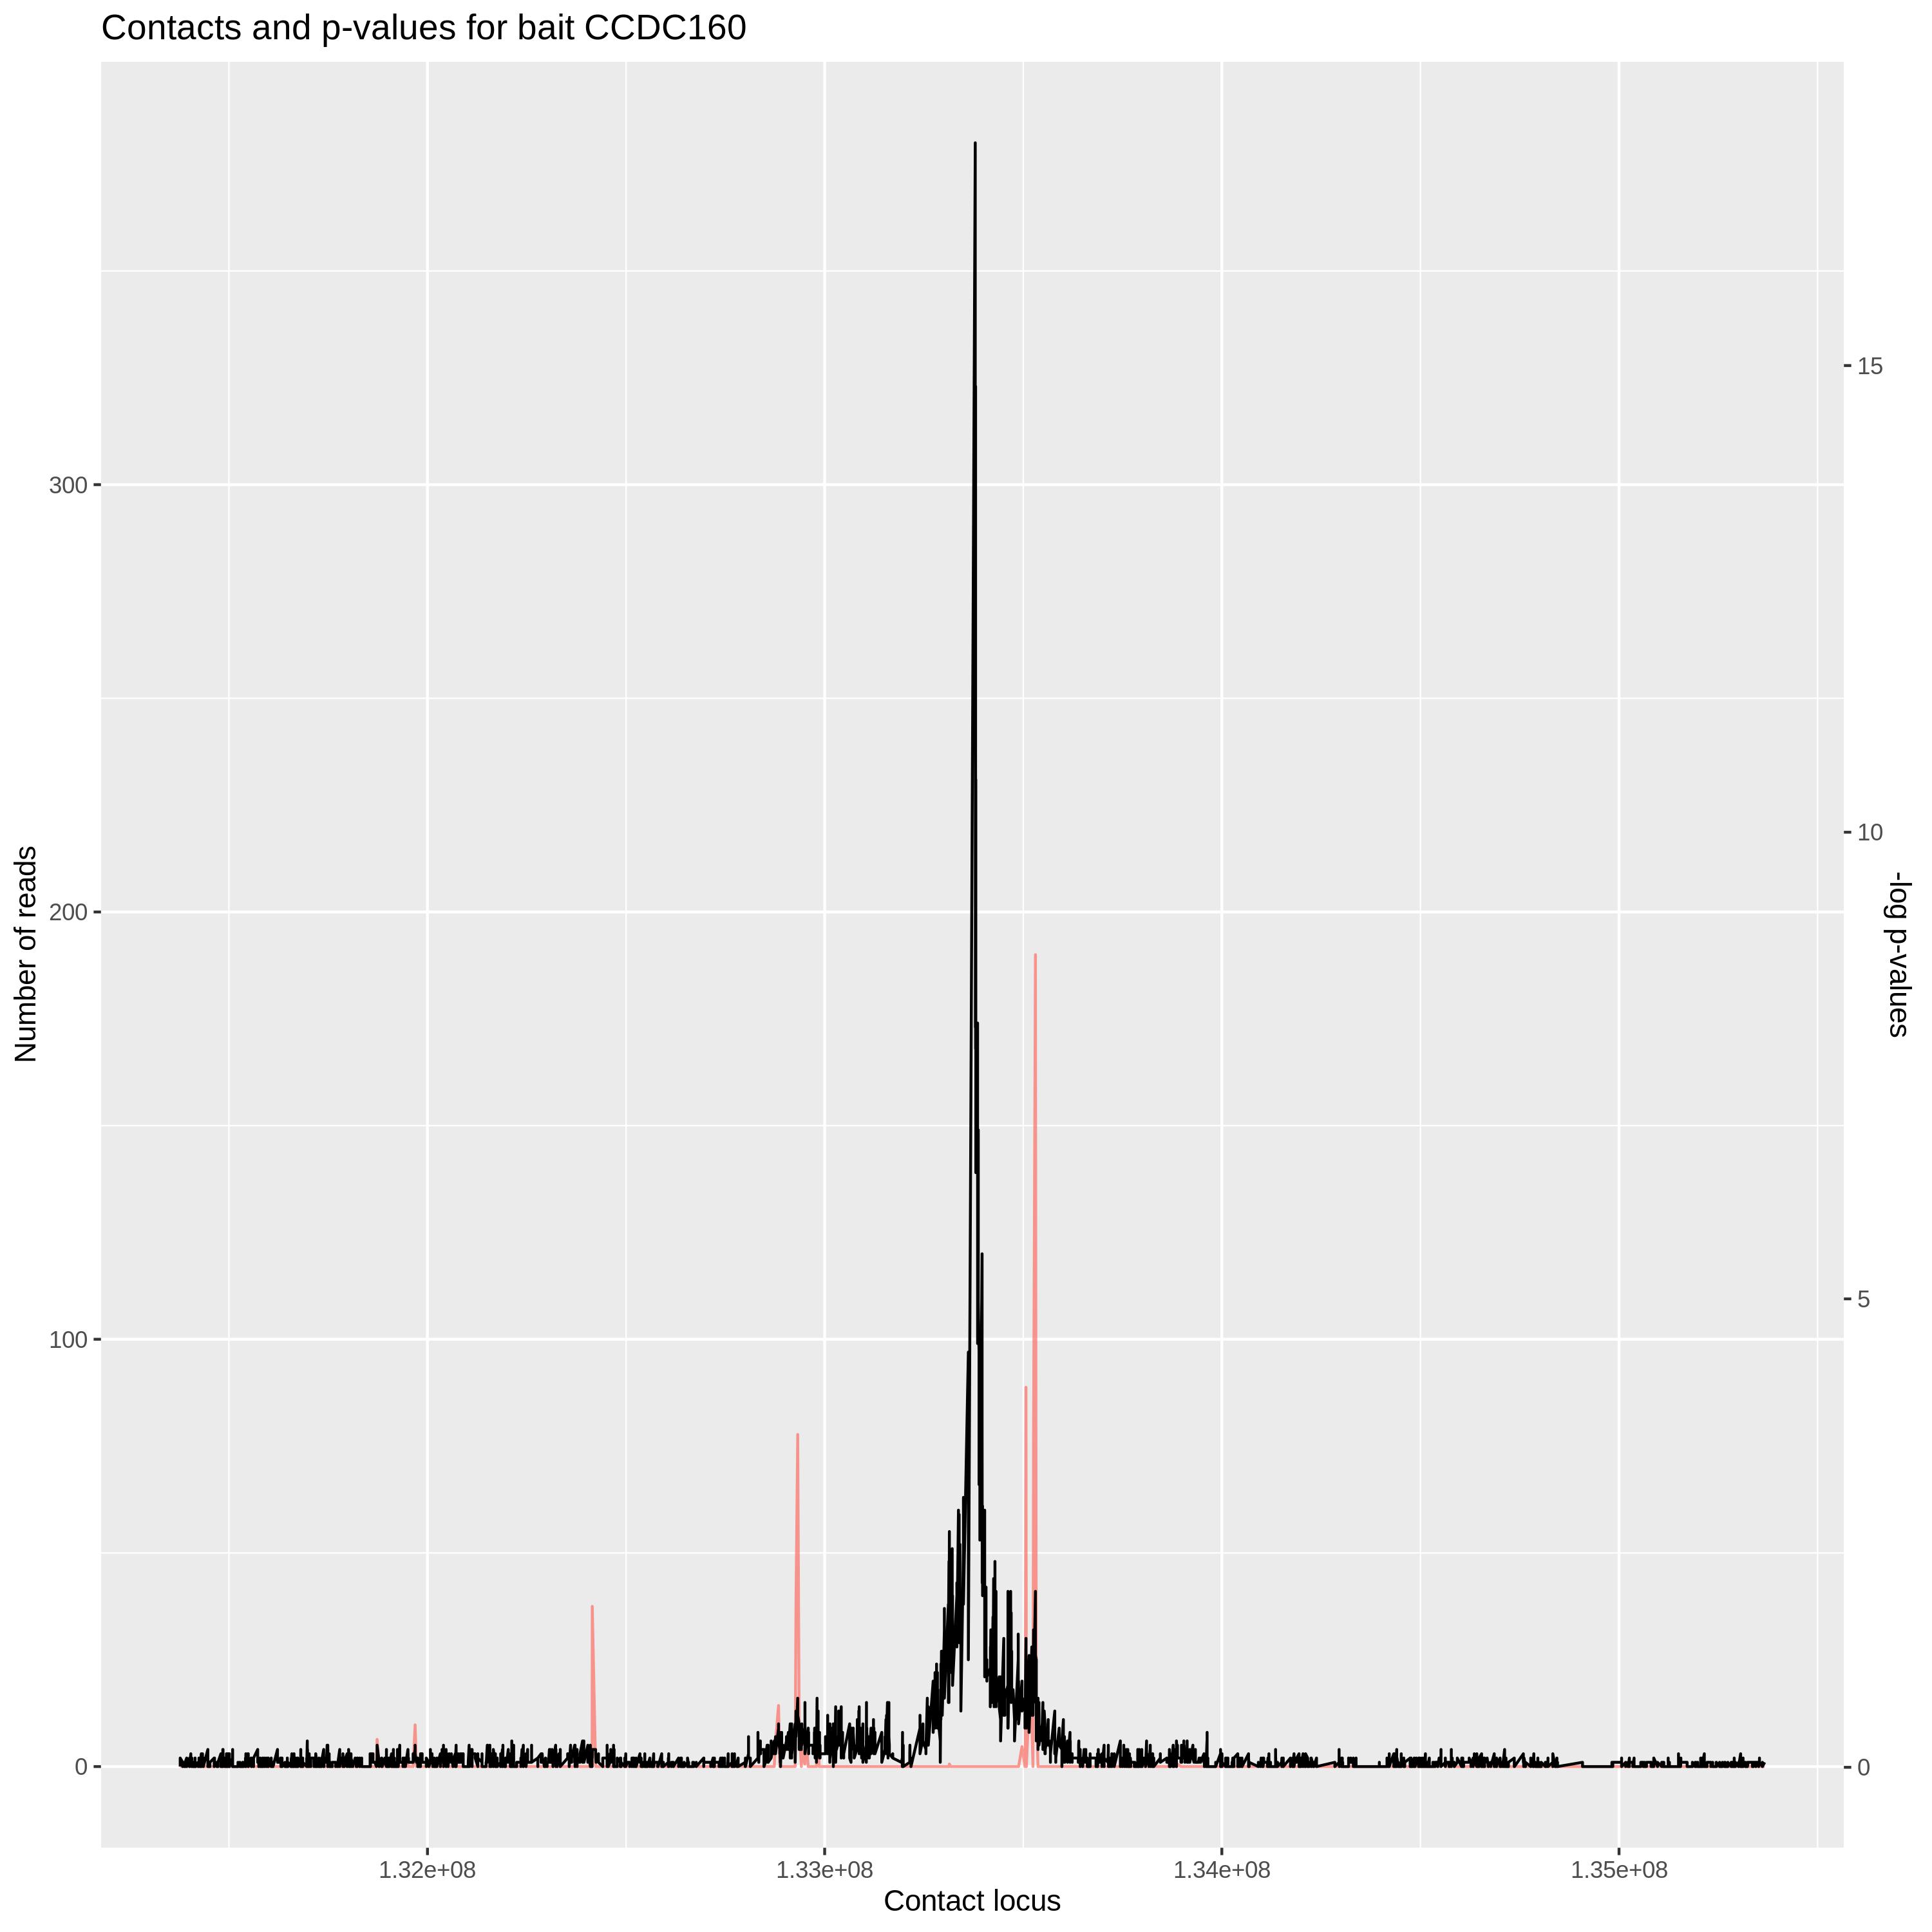 Contacts and p-values for bait CCDC160
Number of reads
300
200
100
0
15
10
5
0
-log p-values
1.32e+08
1.33e+08
1.34e+08
1.35e+08
Contact locus